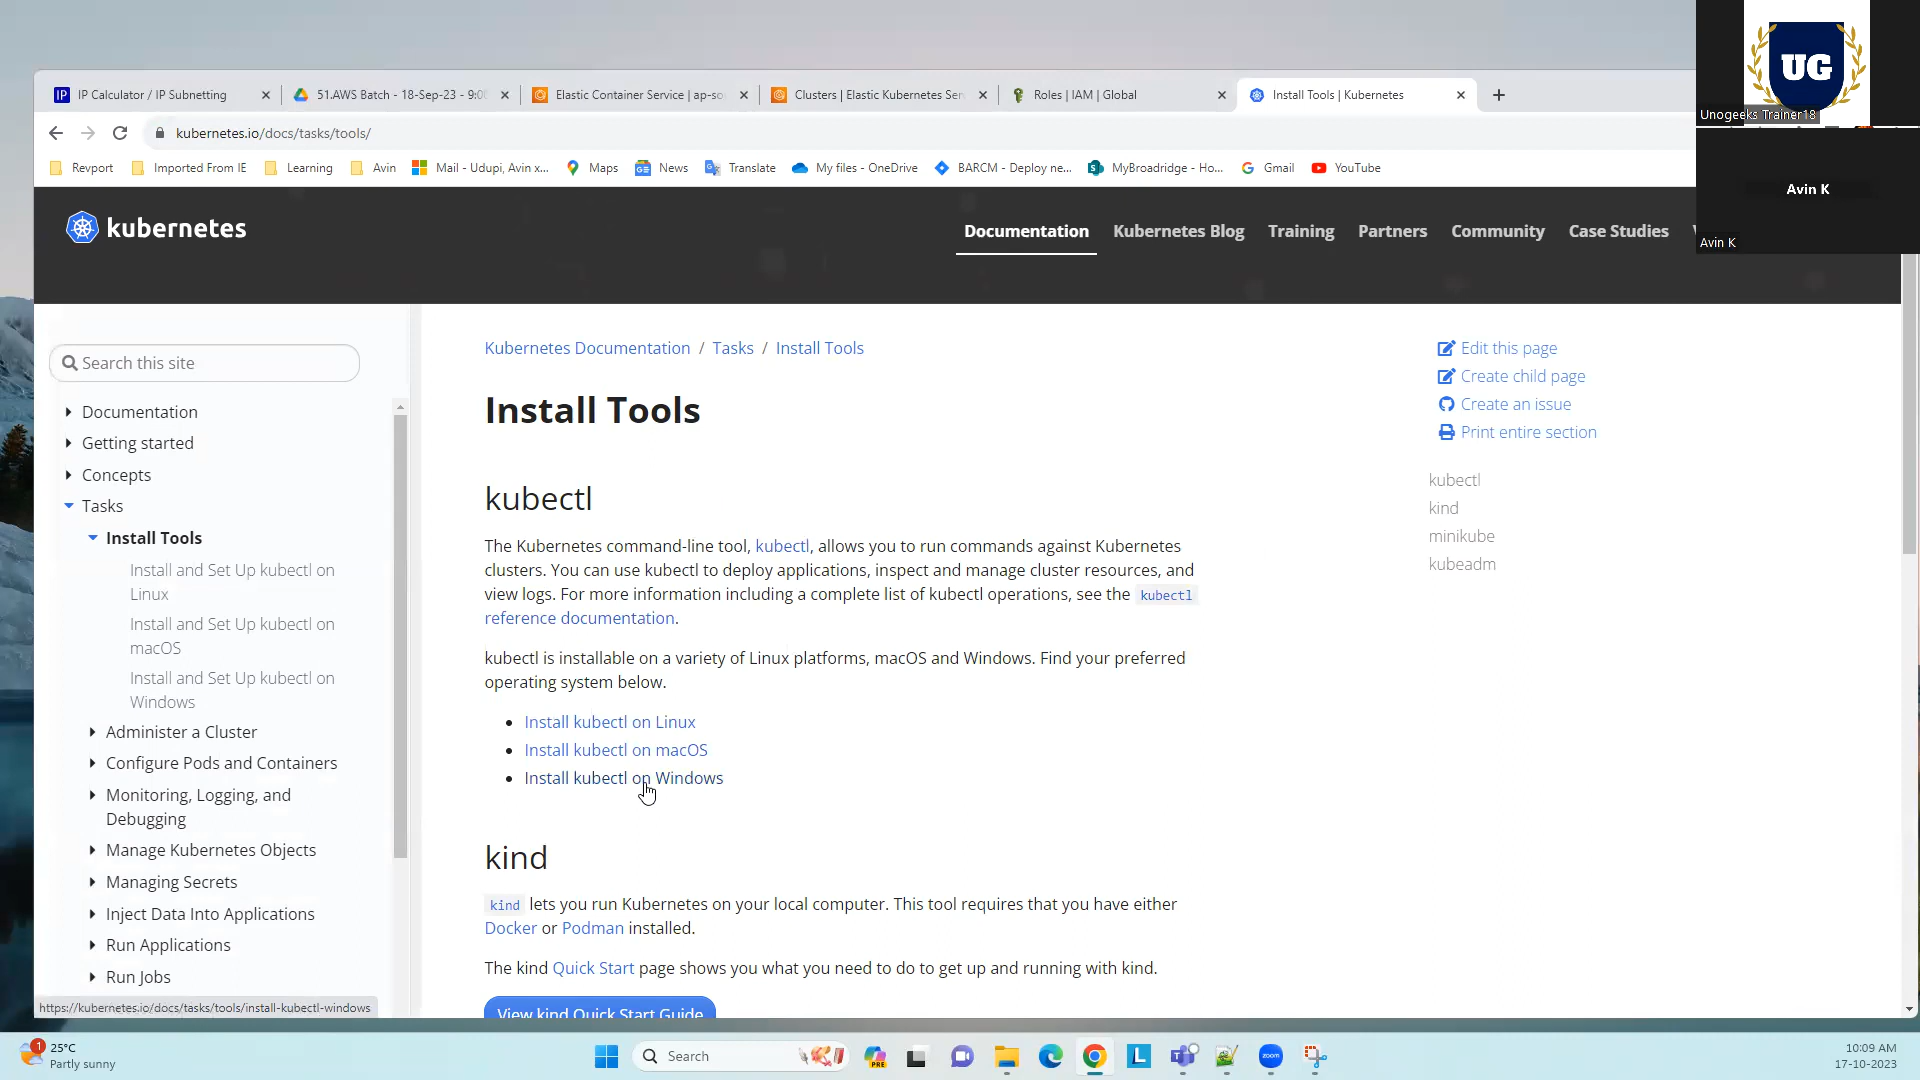 IP Calculator / IP Subnetting
51.AWS Batch - 18-Sep-23 - 9:0
Elastic Container Service | ap-so
Clusters | Elastic Kubernetes Ser
Roles | IAM | Global
Install Tools | Kubernetes
kubernetes.io/docs/tasks/tools/
Revport
Imported From IE
Learning
Avin
Mail - Udupi, Avin x...
Maps
News
Translate
My files - OneDrive
BARCM - Deploy ne...
MyBroadridge - Ho...
Gmail
YouTube
UG
Unogeeks Trainer18
Avin K
Avin K
kubernetes
Documentation
Kubernetes Blog
Training
Partners
Community
Case Studies
Search this site
Documentation
Getting started
Concepts
Tasks
Install Tools
Install and Set Up kubectl on
Linux
Install and Set Up kubectl on
macOS
Install and Set Up kubectl on
Windows
Administer a Cluster
Configure Pods and Containers
Monitoring, Logging, and
Debugging
Manage Kubernetes Objects
Managing Secrets
Inject Data Into Applications
Run Applications
Run Jobs
https://kubernetes.io/docs/tasks/tools/install-kubectl-windows
Kubernetes Documentation / Tasks / Install Tools
Install Tools
kubectl
The Kubernetes command-line tool, kubectl, allows you to run commands against Kubernetes
clusters. You can use kubectl to deploy applications, inspect and manage cluster resources, and
view logs. For more information including a complete list of kubectl operations, see the kubectl
reference documentation.
kubectl is installable on a variety of Linux platforms, macOS and Windows. Find your preferred
operating system below.
Install kubectl on Linux
Install kubectl on macOS
Install kubectl on Windows
kind
kind lets you run Kubernetes on your local computer. This tool requires that you have either
Docker or Podman installed.
The kind Quick Start page shows you what you need to do to get up and running with kind.
View kind Quick Start Guide
Edit this page
Create child page
Create an issue
Print entire section
kubectl
kind
minikube
kubeadm
1
25°C
Partly sunny
Search
PRE
L
zoom
10:09 AM
17-10-2023